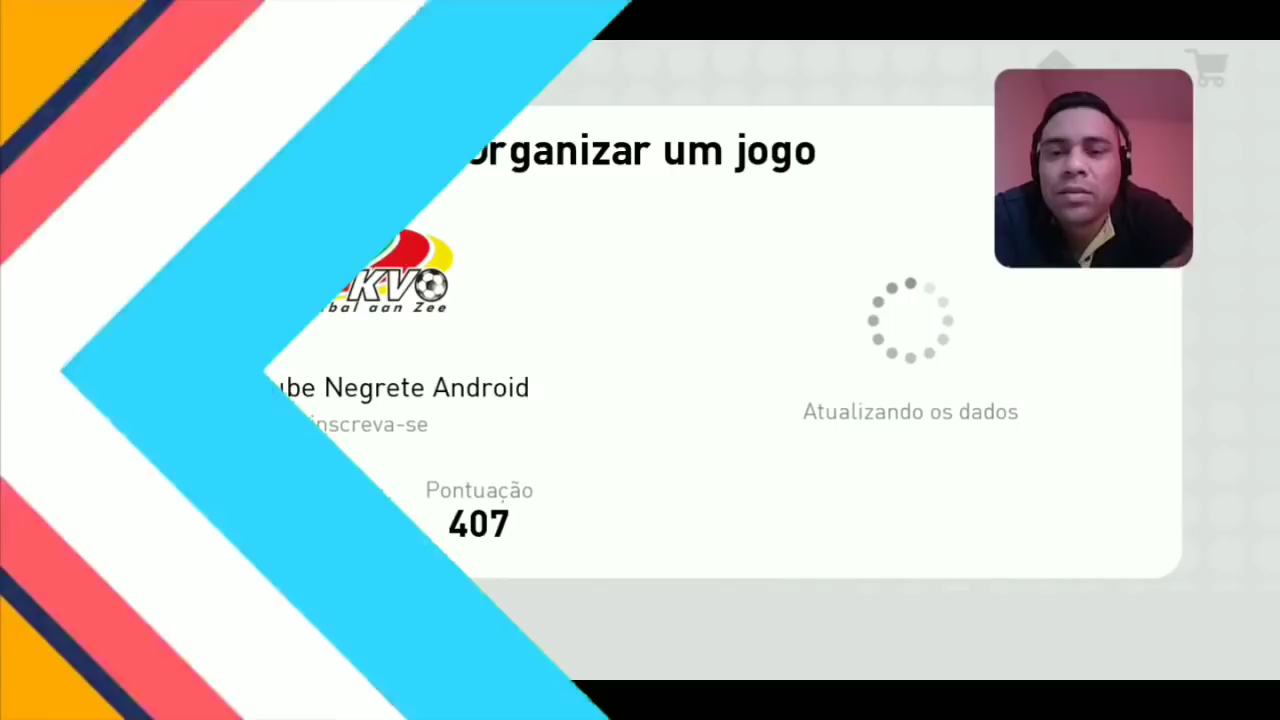 organizar um jogo
KVO
bal aan Zee
ube Negrete Android
inscreva-se
Atualizando os dados
Pontuação
407